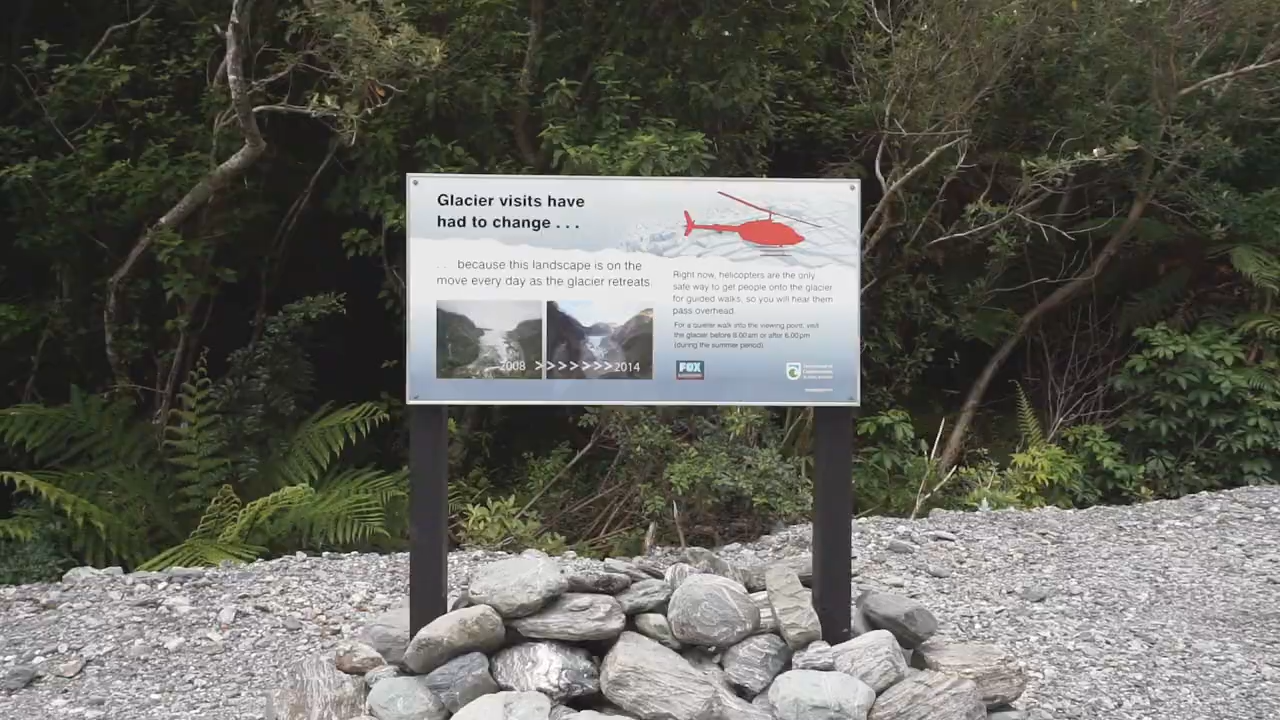 Glacier visits have
had to change . . .
. . because this landscape is on the
move every day as the glacier retreats.
2008 >>>>>>> 2014
Right now, helicopters are the only
safe way to get people onto the glacier
for guided walks, so you will hear them
pass overhead.
For a quieter walk into the viewing point, visit
the glacier before 9.00am or after 6.00pm
(during the summer period).
FOX